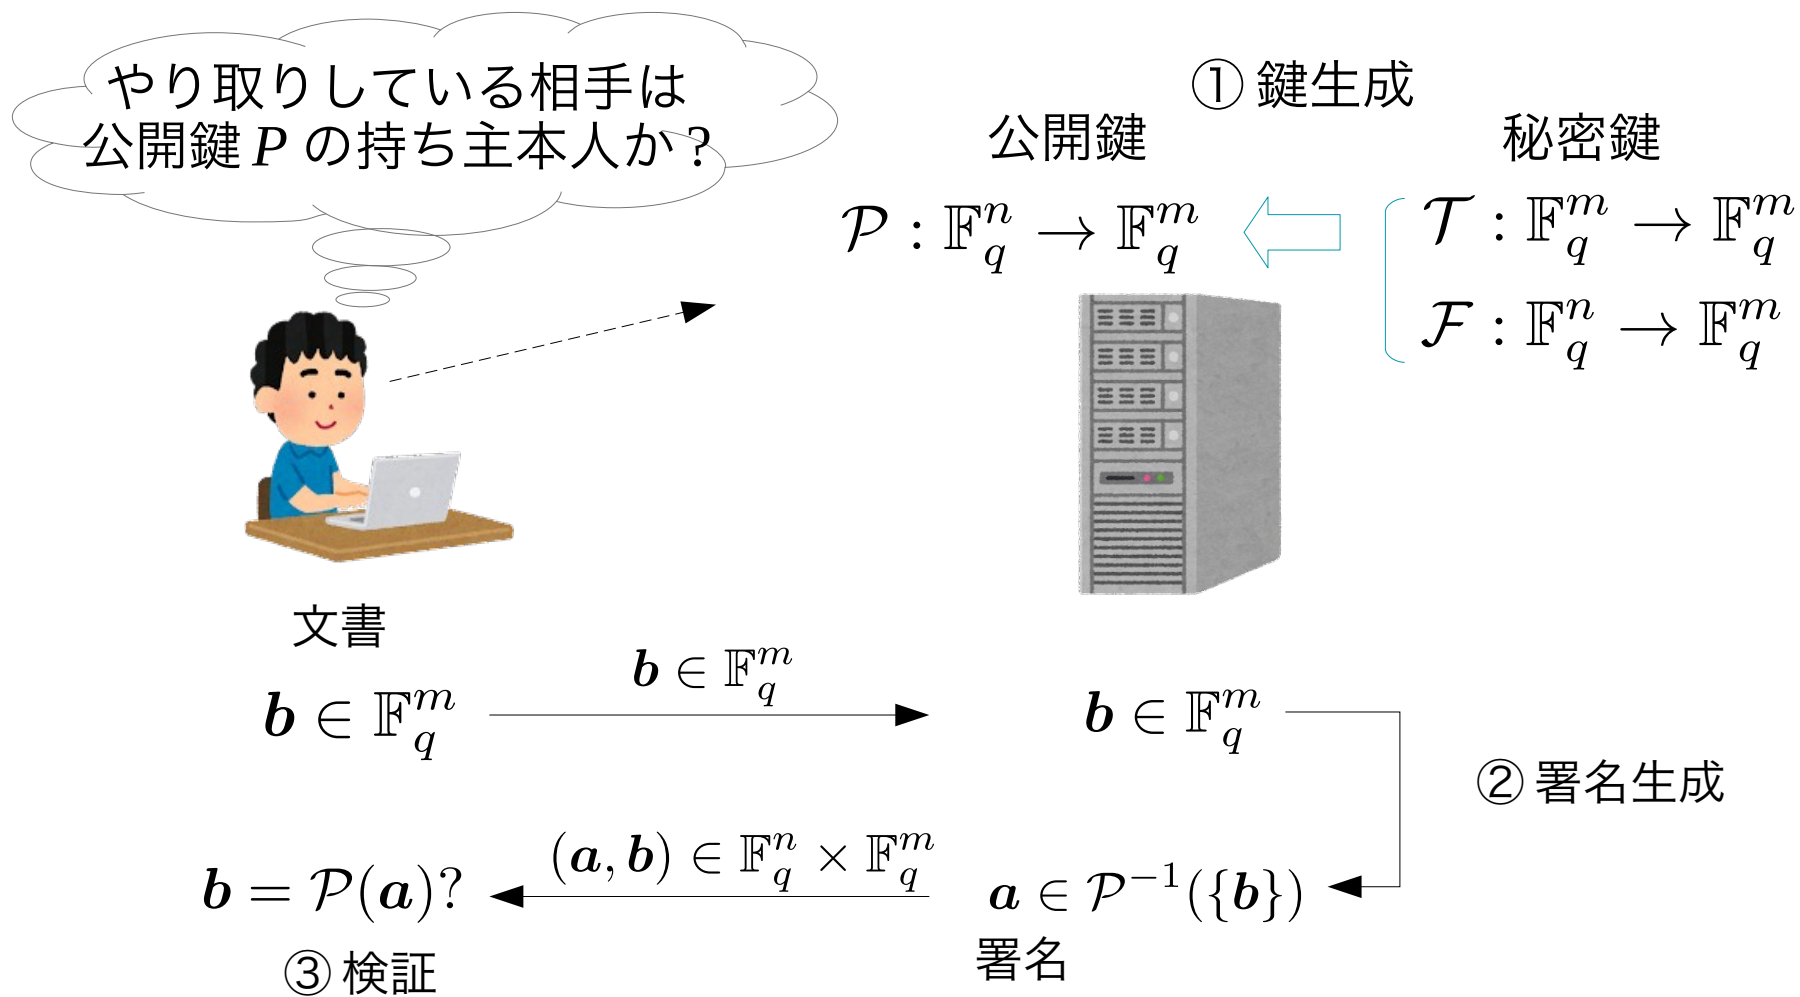 やり取りしている相手は
公開鍵 P の持ち主本人か?
① 鍵生成
公開鍵
秘密鍵
𝒫 : 𝔽_q^n → 𝔽_q^m
𝒯 : 𝔽_q^m → 𝔽_q^m
ℱ : 𝔽_q^n → 𝔽_q^m
文書
𝒃 ∈ 𝔽_q^m
𝒃 ∈ 𝔽_q^m
𝒃 ∈ 𝔽_q^m
② 署名生成
(𝒂, 𝒃) ∈ 𝔽_q^n × 𝔽_q^m
𝒃 = 𝒫(𝒂)?
𝒂 ∈ 𝒫^{−1}({𝒃})
署名
③ 検証